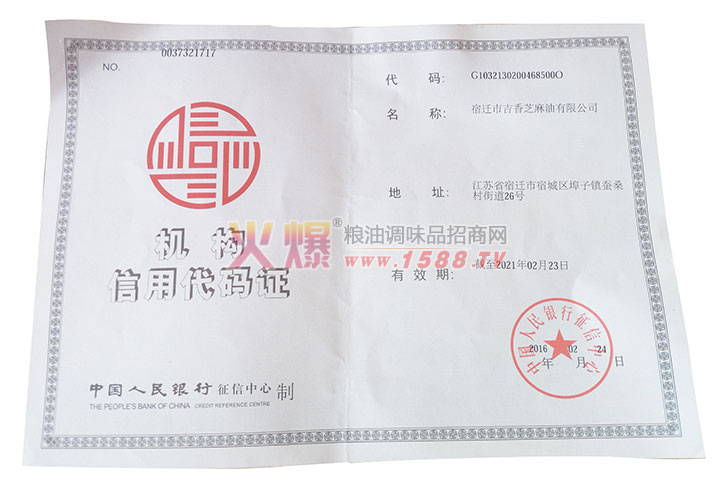 NO.
0037321717
机构
信用代码证
中国人民银行征信中心 制
THE PEOPLE'S BANK OF CHINA CREDIT REFERENCE CENTRE
代 码: G1032130200468500O
名 称: 宿迁市吉香芝麻油有限公司
地 址: 江苏省宿迁市宿城区埠子镇蚕桑
村街道26号
有 效 期: 截至2021年02月23日
中国人民银行征信中心
2016 02 24
年 月 日
火爆® 粮油调味品招商网
www.1588.TV